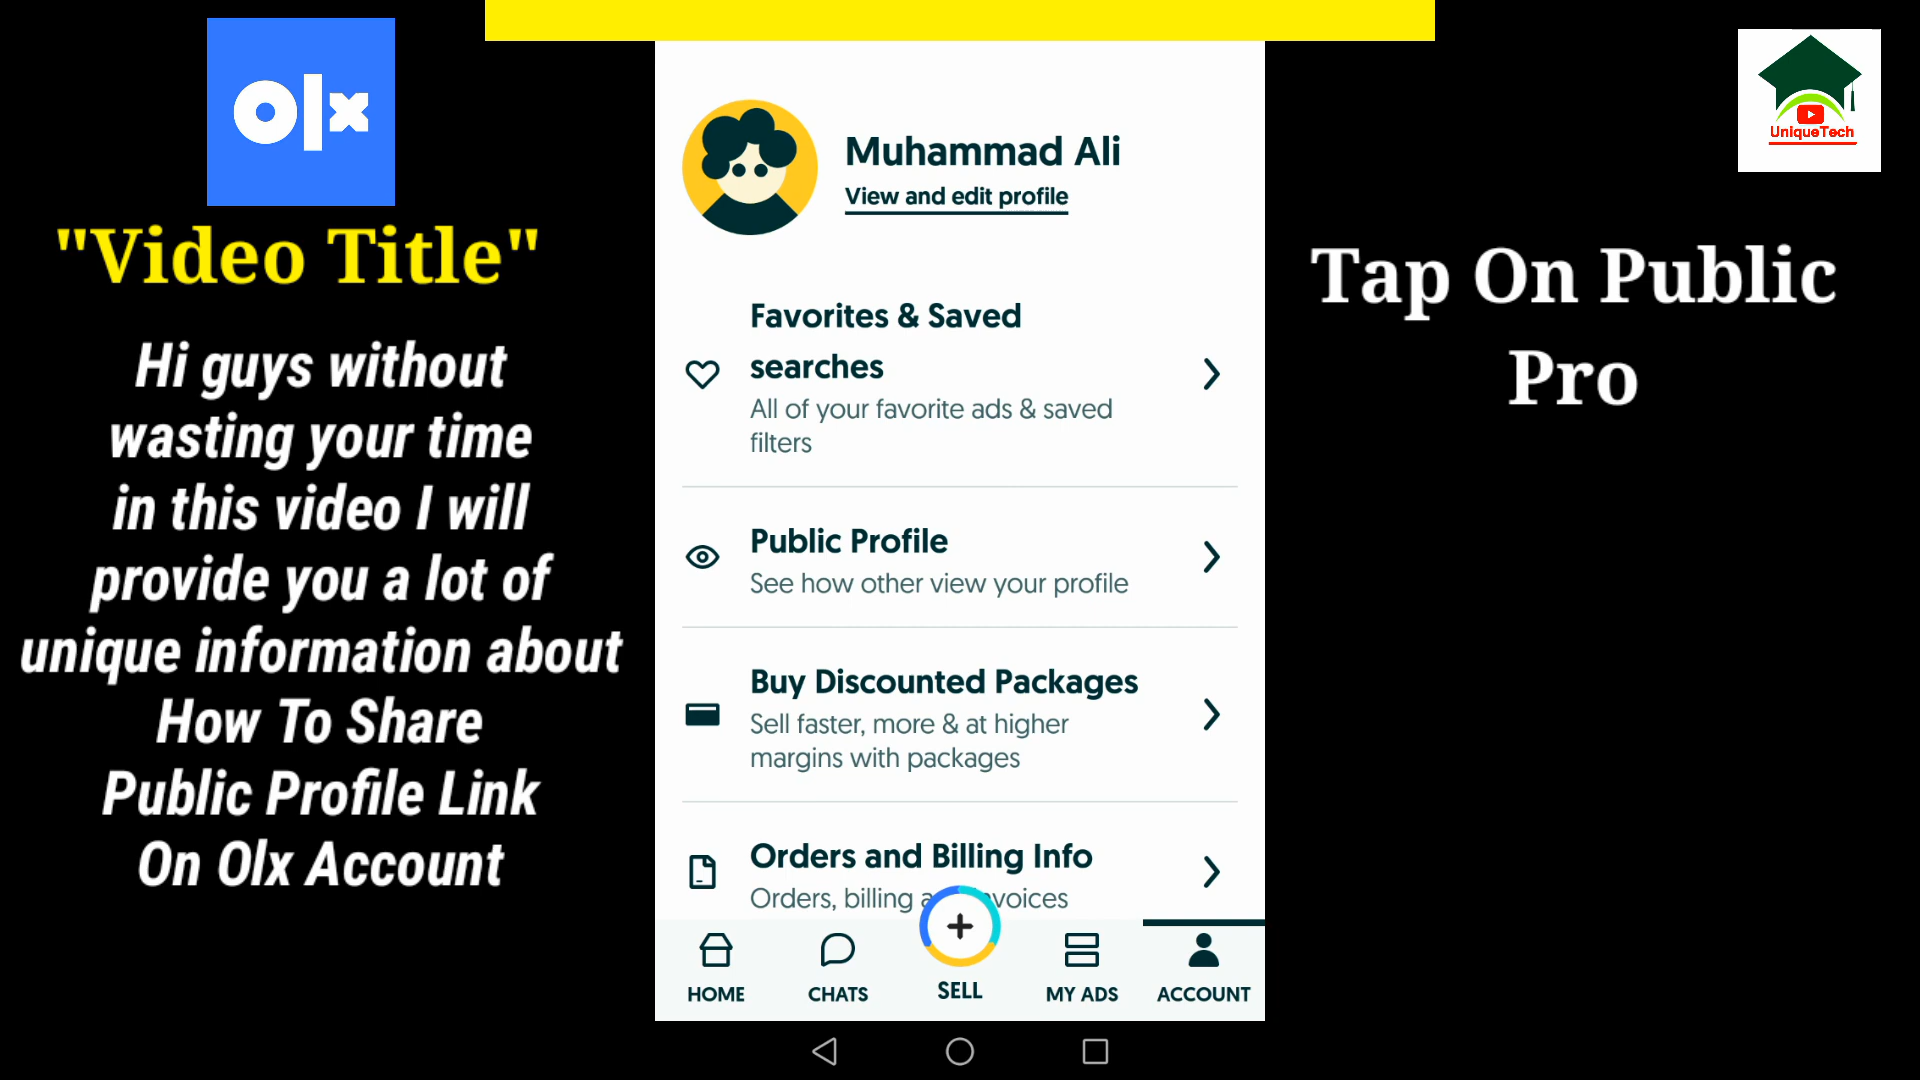 olx
"Video Title"
Hi guys without
wasting your time
in this video I will
provide you a lot of
unique information about
How To Share
Public Profile Link
On Olx Account
Muhammad Ali
View and edit profile
Favorites & Saved
searches
All of your favorite ads & saved
filters
Public Profile
See how other view your profile
Buy Discounted Packages
Sell faster, more & at higher
margins with packages
Orders and Billing Info
Orders, billing a voices
HOME
CHATS
SELL
MY ADS
ACCOUNT
UniqueTech
Tap On Public
Pro